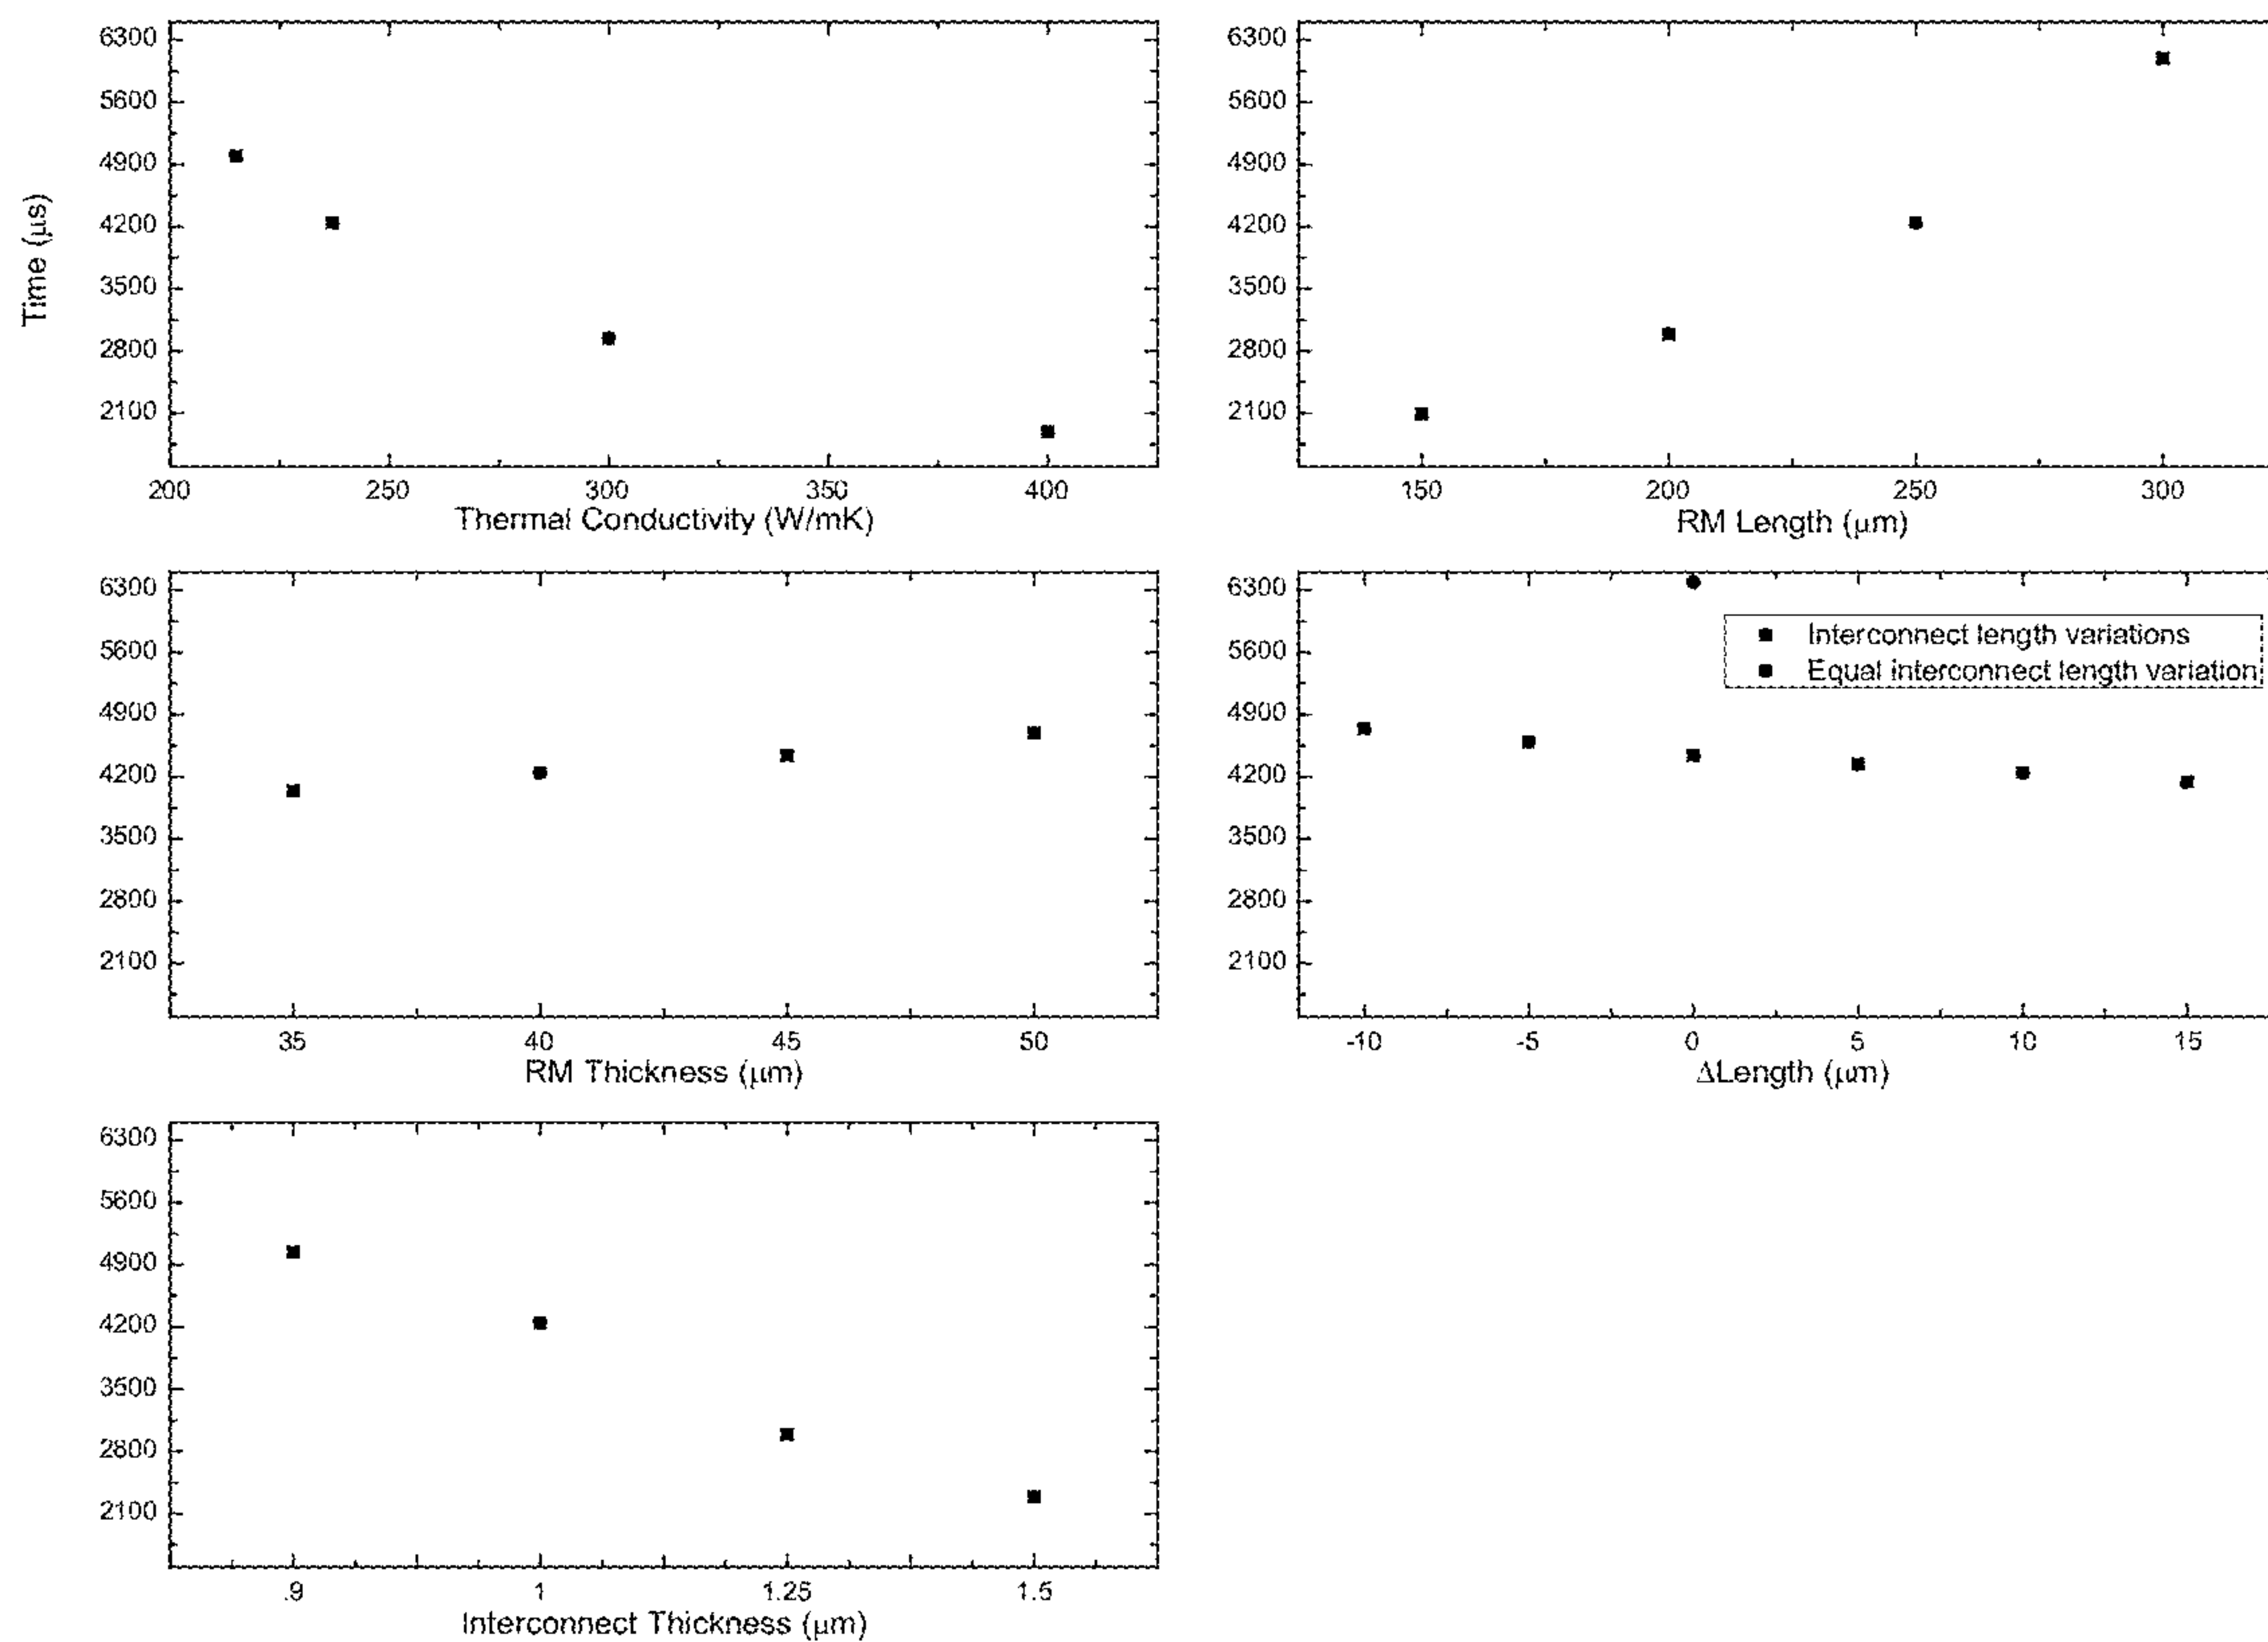 Time (μs)
6300
5600
4900
4200
3500
2800
2100
200 250 300 350 400
Thermal Conductivity (W/mK)
6300
5600
4900
4200
3500
2800
2100
150 200 250 300
RM Length (μm)
6300
5600
4900
4200
3500
2800
2100
35 40 45 50
RM Thickness (μm)
6300
5600
4900
4200
3500
2800
2100
Interconnect length variations
Equal interconnect length variation
-10 -5 0 5 10 15
ΔLength (μm)
6300
5600
4900
4200
3500
2800
2100
.9 1 1.25 1.5
Interconnect Thickness (μm)